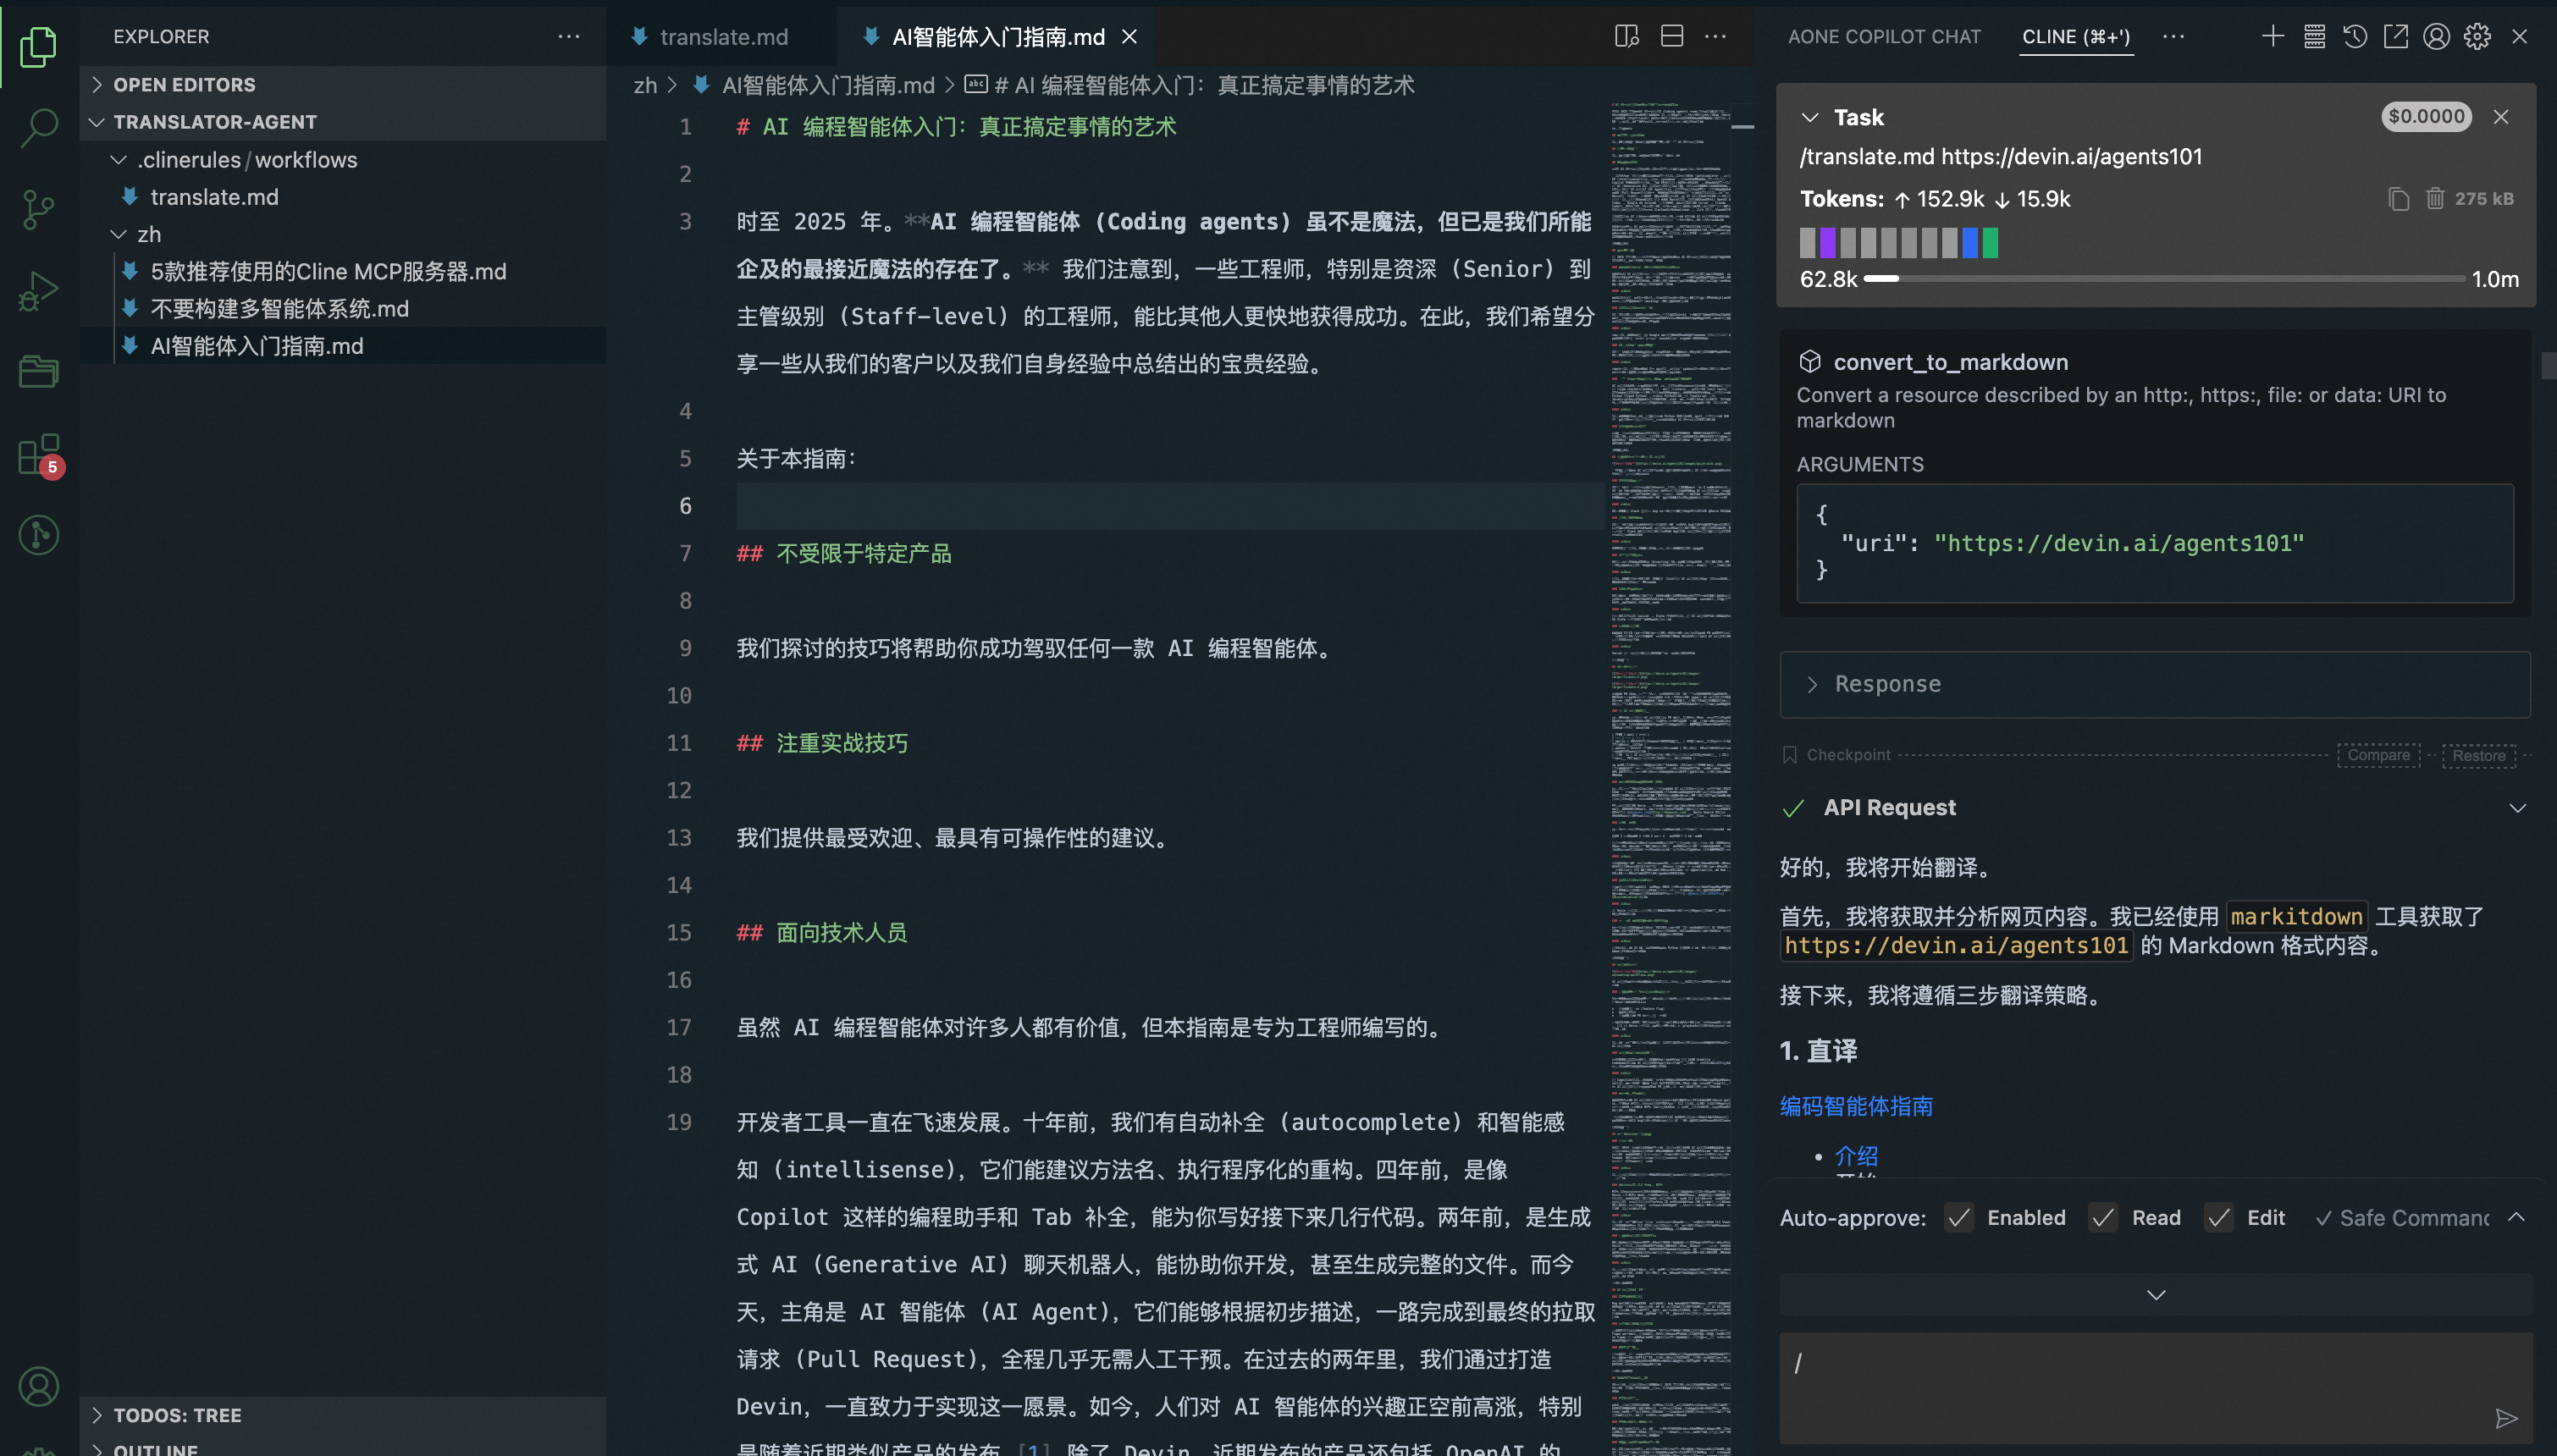 EXPLORER
OPEN EDITORS
TRANSLATOR-AGENT
.clinerules/workflows
translate.md
zh
5款推荐使用的Cline MCP服务器.md
不要构建多智能体系统.md
AI智能体入门指南.md
5
TODOS: TREE
OUTLINE
translate.md
AI智能体入门指南.md
zh > AI智能体入门指南.md > # AI 编程智能体入门：真正搞定事情的艺术
1 # AI 编程智能体入门：真正搞定事情的艺术
2
3 时至 2025 年。**AI 编程智能体 (Coding agents) 虽不是魔法，但已是我们所能
企及的最接近魔法的存在了。** 我们注意到，一些工程师，特别是资深 (Senior) 到
主管级别 (Staff-level) 的工程师，能比其他人更快地获得成功。在此，我们希望分
享一些从我们的客户以及我们自身经验中总结出的宝贵经验。
4
5 关于本指南：
6
7 ## 不受限于特定产品
8
9 我们探讨的技巧将帮助你成功驾驭任何一款 AI 编程智能体。
10
11 ## 注重实战技巧
12
13 我们提供最受欢迎、最具有可操作性的建议。
14
15 ## 面向技术人员
16
17 虽然 AI 编程智能体对许多人都有价值，但本指南是专为工程师编写的。
18
19 开发者工具一直在飞速发展。十年前，我们有自动补全 (autocomplete) 和智能感
知 (intellisense)，它们能建议方法名、执行程序化的重构。四年前，是像
Copilot 这样的编程助手和 Tab 补全，能为你写好接下来几行代码。两年前，是生成
式 AI (Generative AI) 聊天机器人，能协助你开发，甚至生成完整的文件。而今
天，主角是 AI 智能体 (AI Agent)，它们能够根据初步描述，一路完成到最终的拉取
请求 (Pull Request)，全程几乎无需人工干预。在过去的两年里，我们通过打造
Devin，一直致力于实现这一愿景。如今，人们对 AI 智能体的兴趣正空前高涨，特别
是随着近期类似产品的发布 [1] 除了 Devin 近期发布的产品还包括 OpenAI 的
AONE COPILOT CHAT
CLINE (⌘+')
Task
$0.0000
/translate.md https://devin.ai/agents101
Tokens: ↑ 152.9k ↓ 15.9k
275 kB
62.8k
1.0m
convert_to_markdown
Convert a resource described by an http:, https:, file: or data: URI to
markdown
ARGUMENTS
{
"uri": "https://devin.ai/agents101"
}
Response
Checkpoint
Compare
Restore
API Request
好的，我将开始翻译。
首先，我将获取并分析网页内容。我已经使用 markitdown 工具获取了
https://devin.ai/agents101 的 Markdown 格式内容。
接下来，我将遵循三步翻译策略。
1. 直译
编码智能体指南
• 介绍
Auto-approve: ✓ Enabled ✓ Read ✓ Edit ✓ Safe Command
/